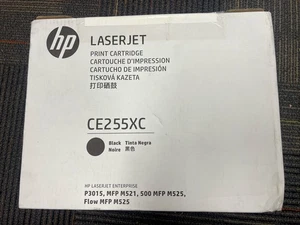 hp
LASERJET
PRINT CARTRIDGE
CARTOUCHE D'IMPRESSION
CARTUCHO DE IMPRESIÓN
TISKOVÁ KAZETA
打印硒鼓
CE255XC
Black Tinta Negra
Noire 黑色
HP LASERJET ENTERPRISE
P3015, MFP M521, 500 MFP M525,
Flow MFP M525